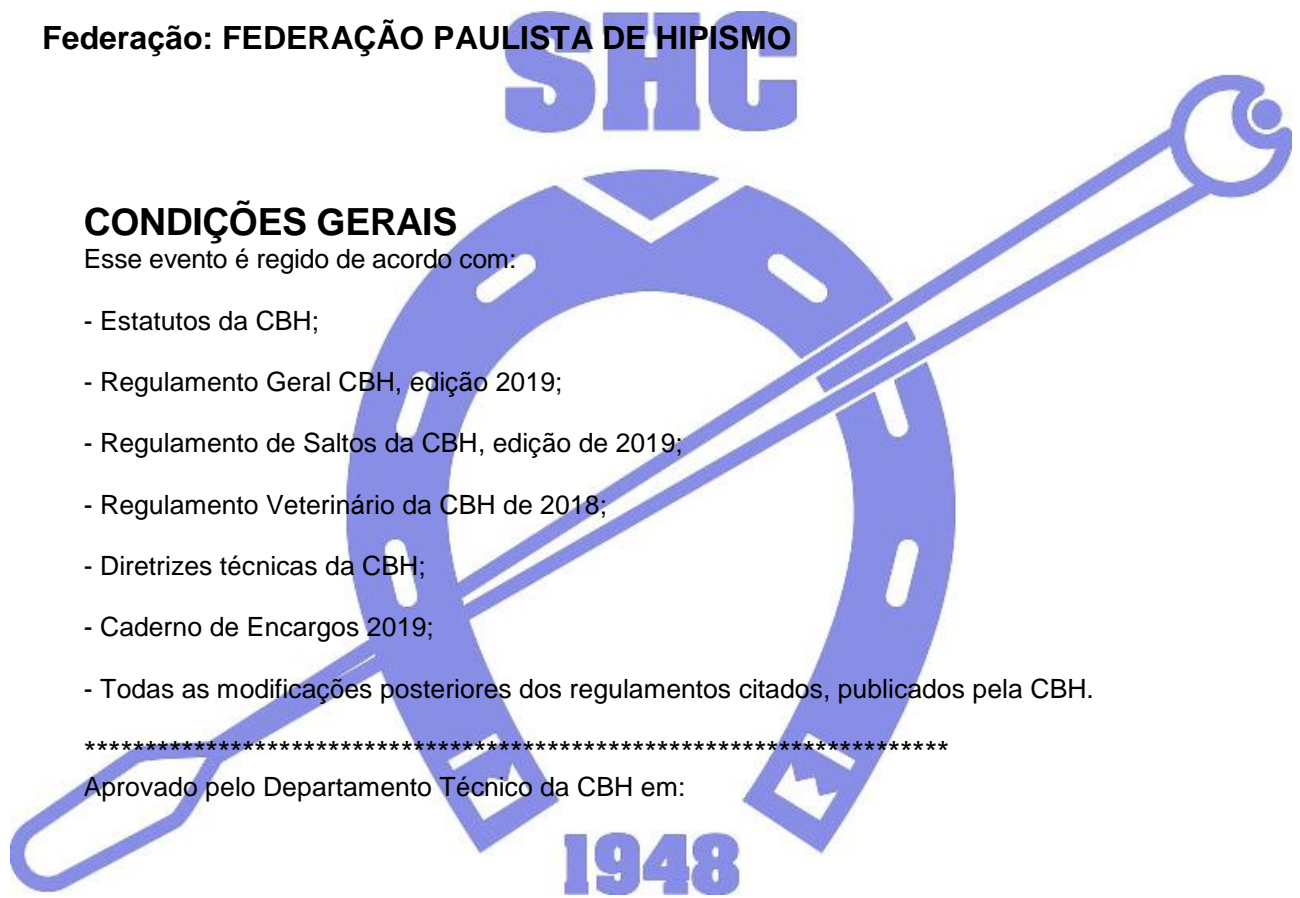 Federação: FEDERAÇÃO PAULISTA DE HIPISMO
SHC
CONDIÇÕES GERAIS
Esse evento é regido de acordo com:
- Estatutos da CBH;
- Regulamento Geral CBH, edição 2019;
- Regulamento de Saltos da CBH, edição de 2019;
- Regulamento Veterinário da CBH de 2018;
- Diretrizes técnicas da CBH;
- Caderno de Encargos 2019;
- Todas as modificações posteriores dos regulamentos citados, publicados pela CBH.
***********************************************************************
Aprovado pelo Departamento Técnico da CBH em:
1948